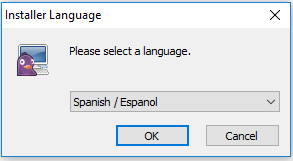 Installer Language
Please select a language.
Spanish / Espanol
OK
Cancel